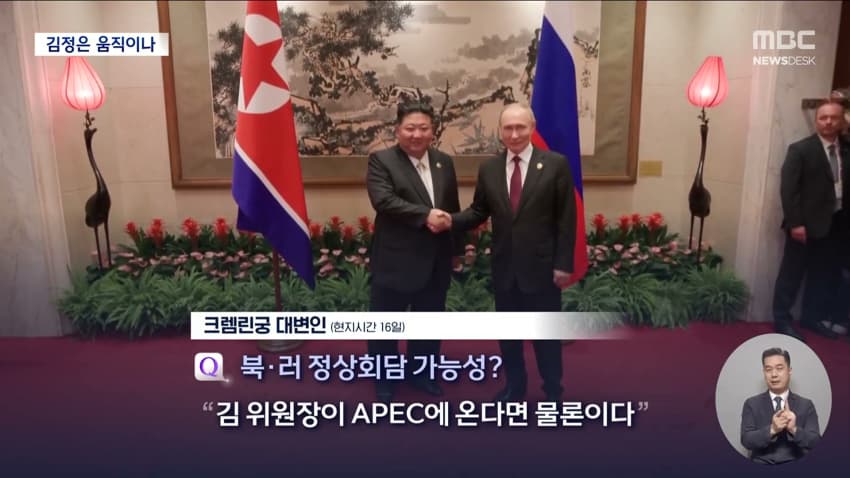 김정은 움직이나
MBC
NEWSDESK
크렘린궁 대변인 (현지시간 16일)
Q 북·러 정상회담 가능성?
“김 위원장이 APEC에 온다면 물론이다”